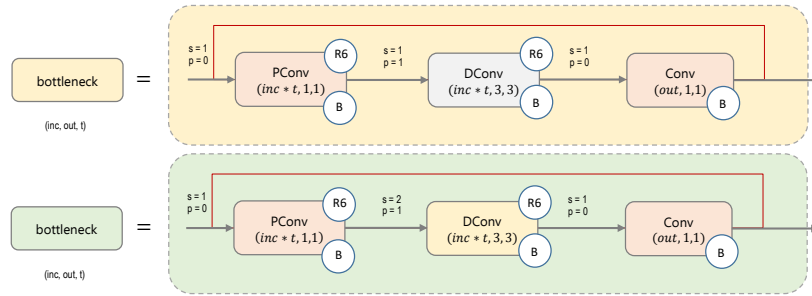 bottleneck
(inc, out, t)
=
s = 1
p = 0
PConv
(inc * t, 1,1)
R6
B
s = 1
p = 1
DConv
(inc * t, 3, 3)
R6
B
s = 1
p = 0
Conv
(out, 1,1)
B
bottleneck
(inc, out, t)
=
s = 1
p = 0
PConv
(inc * t, 1,1)
R6
B
s = 2
p = 1
DConv
(inc * t, 3, 3)
R6
B
s = 1
p = 0
Conv
(out, 1,1)
B